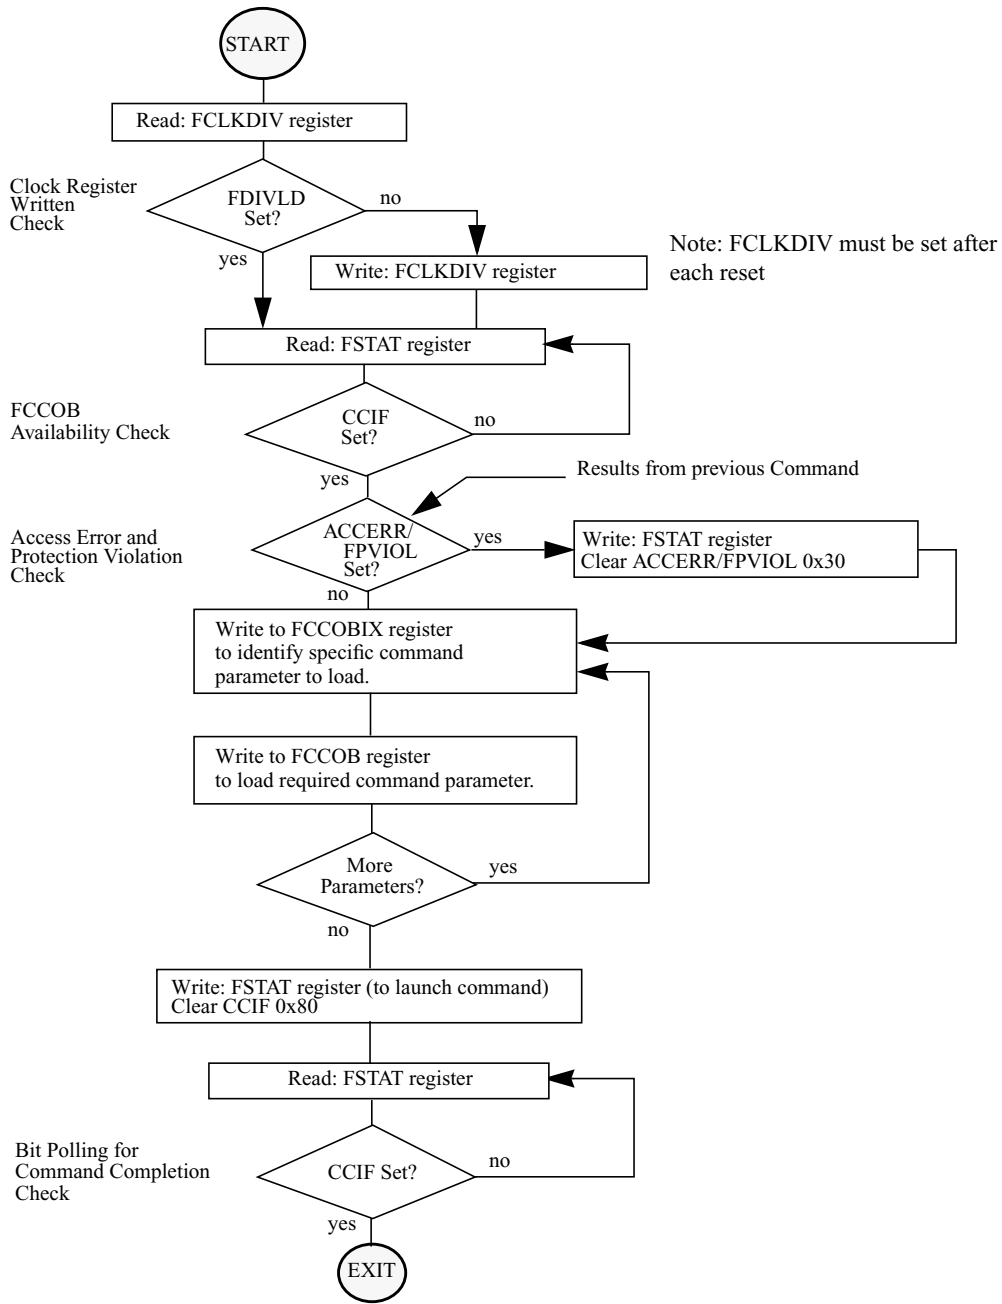 START
Read: FCLKDIV register
Clock Register
Written
Check
FDIVLD
Set?
no
yes
Write: FCLKDIV register
Note: FCLKDIV must be set after
each reset
Read: FSTAT register
FCCOB
Availability Check
CCIF
Set?
no
yes
Results from previous Command
Access Error and
Protection Violation
Check
ACCERR/
FPVIOL
Set?
yes
no
Write: FSTAT register
Clear ACCERR/FPVIOL 0x30
Write to FCCOBIX register
to identify specific command
parameter to load.
Write to FCCOB register
to load required command parameter.
More
Parameters?
yes
no
Write: FSTAT register (to launch command)
Clear CCIF 0x80
Read: FSTAT register
Bit Polling for
Command Completion
Check
CCIF Set?
no
yes
EXIT